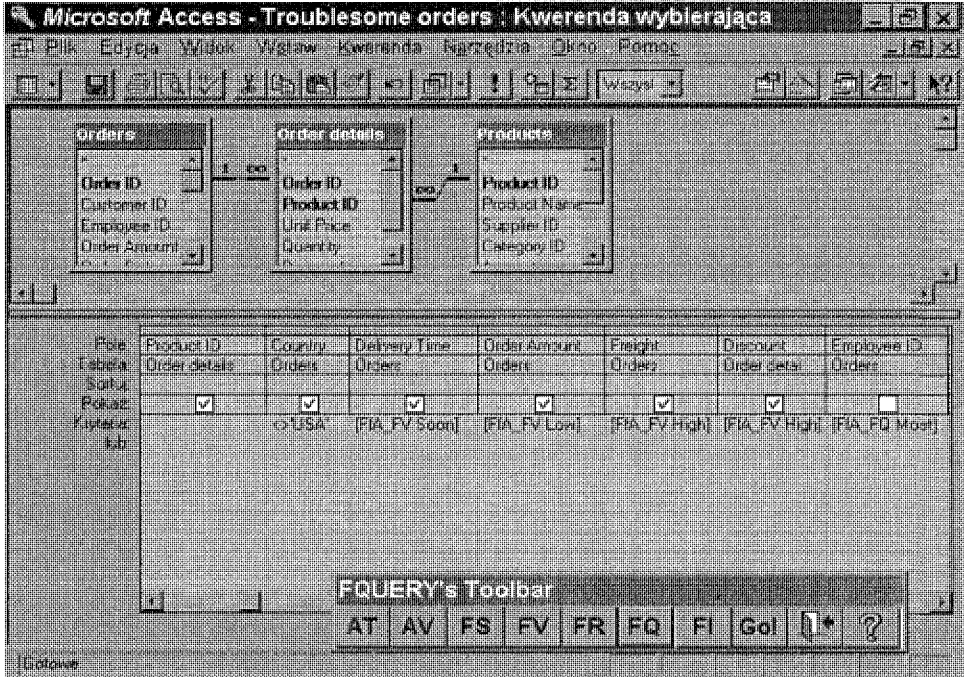 Microsoft Access - Troublesome orders : Kwerenda wybierająca
Plik Edycja Widok Wstaw Kwerenda Narzędzia Okno Pomoc
Wszysł
Orders Order details Products
* * *
Order ID Order ID Product ID
Customer ID Product ID Product Name
Employee ID Unit Price Supplier ID
Order Amount Quantity Category ID
1 ∞ ∞ 1
Pole: Product ID Country Delivery Time Order Amount Freight Discount Employee ID
Tabela: Order details Orders Orders Orders Orders Order detai Orders
Sortuj:
Pokaż:
Kryteria: <>'USA' [FIA_FV Soon] [FIA_FV Low] [FIA_FV High] [FIA_FV High] [FIA_FQ Most]
lub:
FQUERY's Toolbar
AT AV FS FV FR FQ FI Go! ?
Gotowe